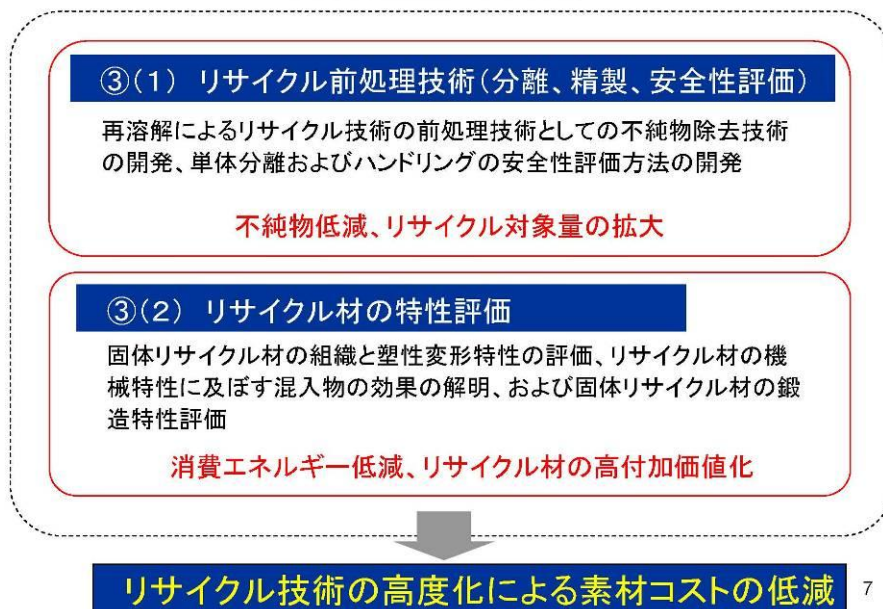 ③(1) リサイクル前処理技術(分離、精製、安全性評価)
再溶解によるリサイクル技術の前処理技術としての不純物除去技術
の開発、単体分離およびハンドリングの安全性評価方法の開発
不純物低減、リサイクル対象量の拡大
③(2) リサイクル材の特性評価
固体リサイクル材の組織と塑性変形特性の評価、リサイクル材の機
械特性に及ぼす混入物の効果の解明、および固体リサイクル材の鍛
造特性評価
消費エネルギー低減、リサイクル材の高付加価値化
リサイクル技術の高度化による素材コストの低減
7